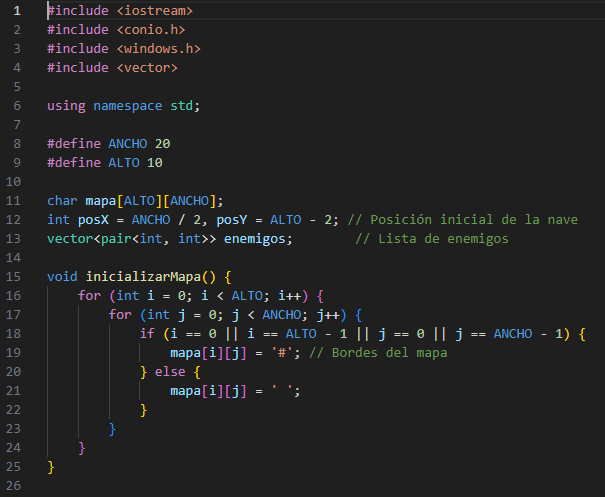 1 #include <iostream>
2 #include <conio.h>
3 #include <windows.h>
4 #include <vector>
5
6 using namespace std;
7
8 #define ANCHO 20
9 #define ALTO 10
10
11 char mapa[ALTO][ANCHO];
12 int posX = ANCHO / 2, posY = ALTO - 2; // Posición inicial de la nave
13 vector<pair<int, int>> enemigos;         // Lista de enemigos
14
15 void inicializarMapa() {
16     for (int i = 0; i < ALTO; i++) {
17         for (int j = 0; j < ANCHO; j++) {
18             if (i == 0 || i == ALTO - 1 || j == 0 || j == ANCHO - 1) {
19                 mapa[i][j] = '#'; // Bordes del mapa
20             } else {
21                 mapa[i][j] = ' ';
22             }
23         }
24     }
25 }
26